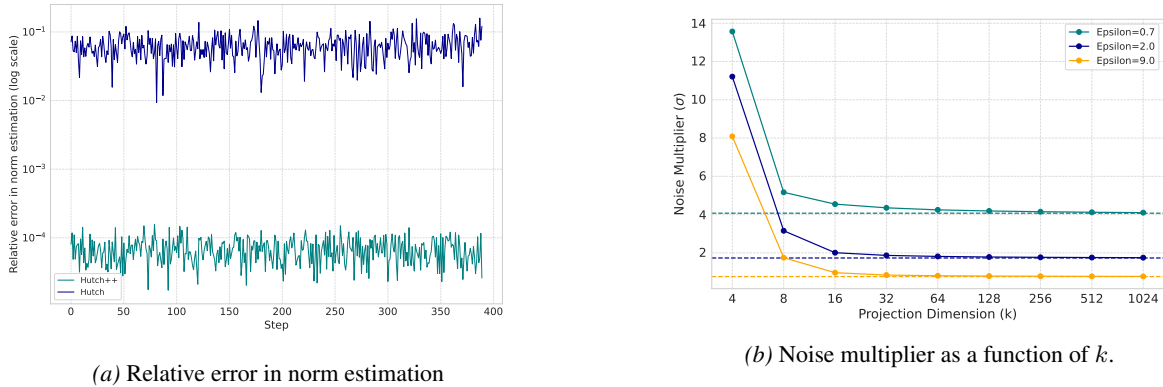 Relative error in norm estimation (log scale)
10⁻¹
10⁻²
10⁻³
10⁻⁴
Hutch++
Hutch
0 50 100 150 200 250 300 350 400
Step
(a) Relative error in norm estimation
Noise Multiplier (σ)
14
12
10
8
6
4
2
Epsilon=0.7
Epsilon=2.0
Epsilon=9.0
4 8 16 32 64 128 256 512 1024
Projection Dimension (k)
(b) Noise multiplier as a function of k.